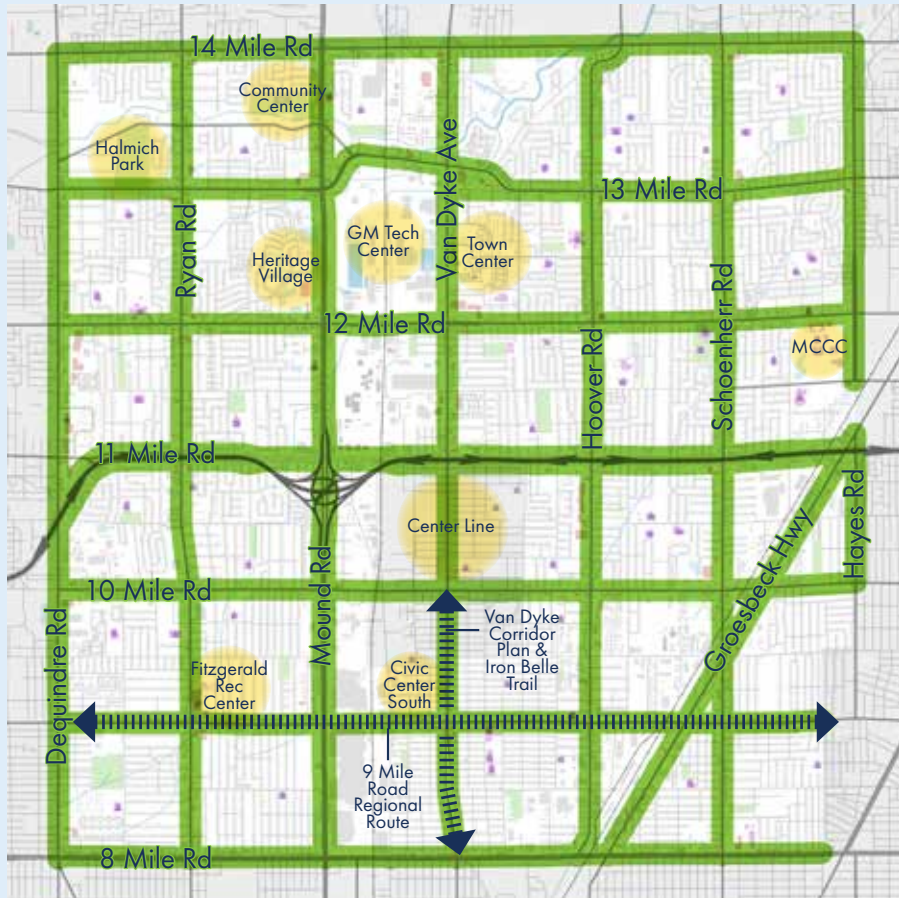 14 Mile Rd
Community
Center
Halmich
Park
Van Dyke Ave
13 Mile Rd
Ryan Rd
GM Tech
Center
Town
Center
Heritage
Village
12 Mile Rd
Schoenherr Rd
Hoover Rd
MCCC
11 Mile Rd
Center Line
Hayes Rd
Groesbeck Hwy
Mound Rd
10 Mile Rd
Dequindre Rd
Van Dyke
Corridor
Plan &
Iron Belle
Trail
Fitzgerald
Rec
Center
Civic
Center
South
9 Mile
Road
Regional
Route
8 Mile Rd